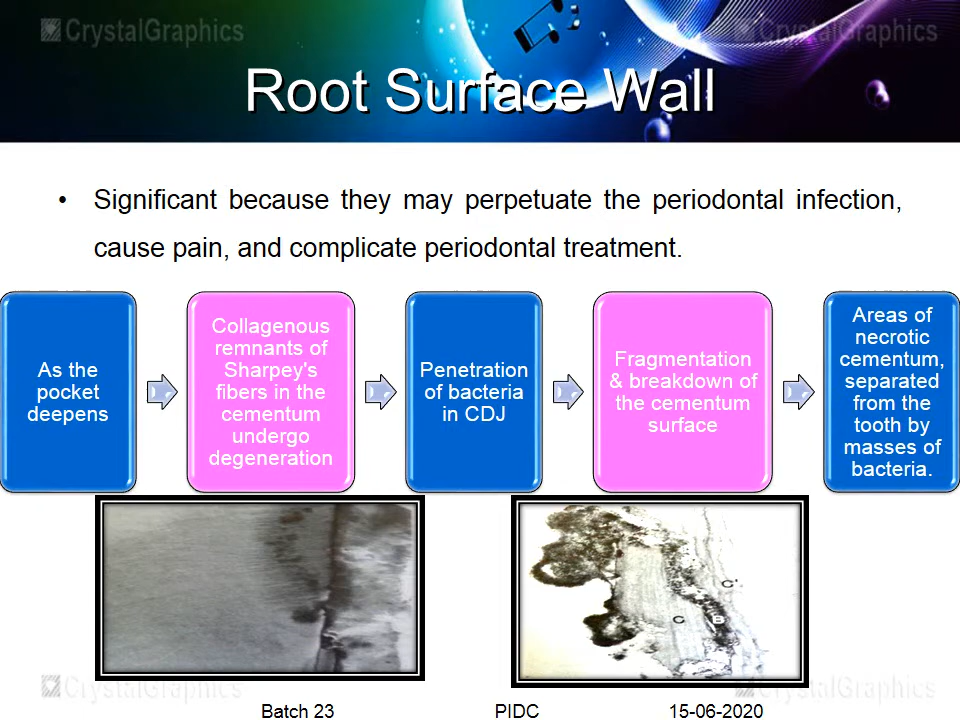 CrystalGraphics
CrystalGraphics
Root Surface Wall
• Significant because they may perpetuate the periodontal infection,
cause pain, and complicate periodontal treatment.
As the
pocket
deepens
Collagenous
remnants of
Sharpey's
fibers in the
cementum
undergo
degeneration
Penetration
of bacteria
in CDJ
Fragmentation
& breakdown of
the cementum
surface
Areas of
necrotic
cementum,
separated
from the
tooth by
masses of
bacteria.
C'
C
B
CrystalGraphics
CrystalGraphics
Batch 23
PIDC
15-06-2020